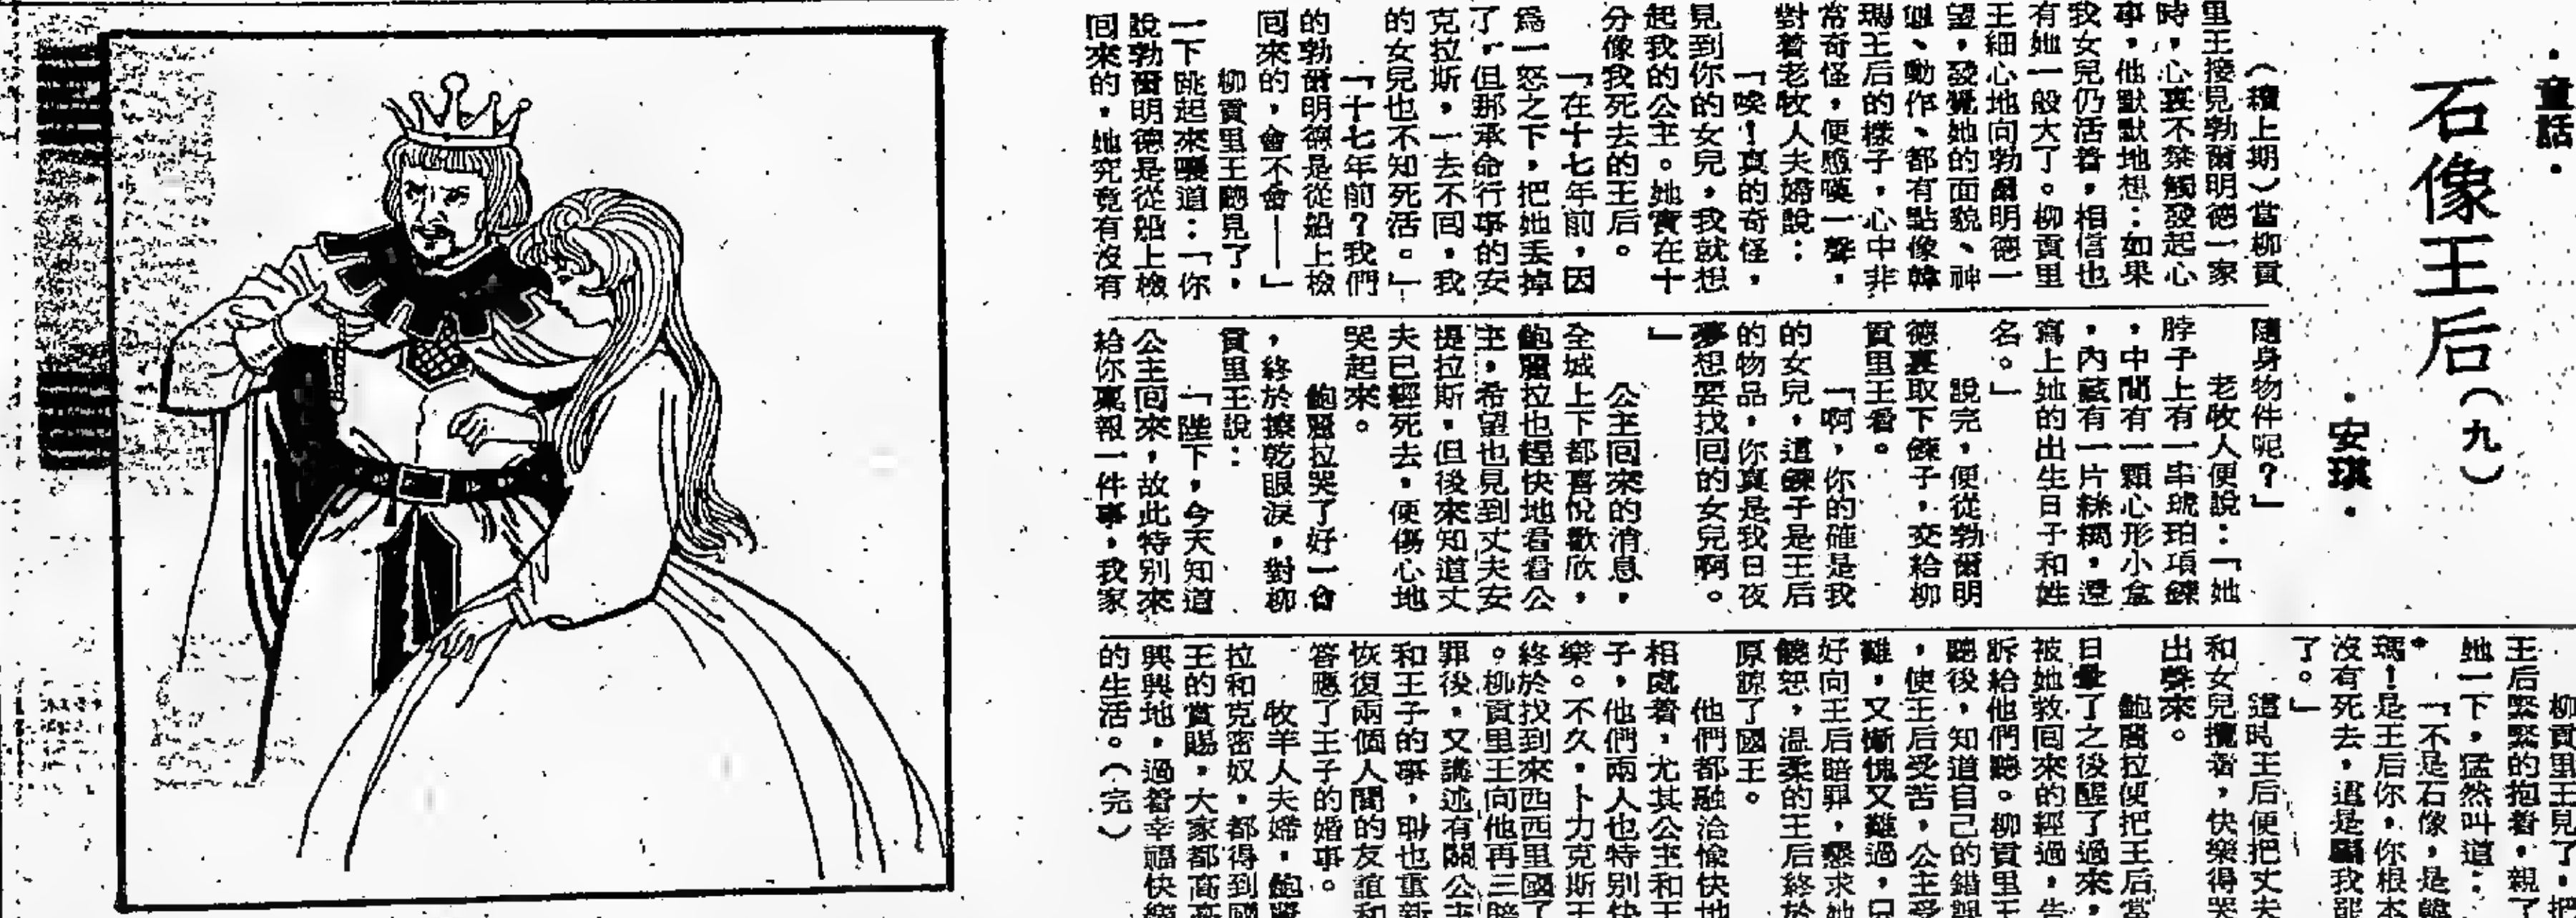 ·童話·
石像王后(九)
·安琪·
(續上期)當柳貢
里王接見勃爾明德一家
時,心裏不禁觸發起心
事,他默默地想:如果
我女兒仍活着,相信也
有她一般大了。柳貢里
王細心地向勃爾明德一
望,發覺她的面貌、神
態、動作、都有點像韓
瑪王后的樣子,心中非
常奇怪,便感嘆一聲,
對着老牧人夫婦說:
「唉!真的奇怪,
見到你的女兒,我就想
起我的公主。她實在十
分像我死去的王后。
「在十七年前,因
爲一怒之下,把她丟掉
了,但那承命行事的安
克拉斯,一去不回,我
的女兒也不知死活。」
「十七年前?我們
的勃爾明德是從船上檢
回來的,會不會——」
柳貢里王聽見了,
一下跳起來嚷道:「你
說勃爾明德是從船上檢
回來的,她究竟有沒有
隨身物件呢?」
老牧人便說:「她
脖子上有一串琥珀項鍊
,中間有一顆心形小盒
,內藏有一片絲綢,還
寫上她的出生日子和姓
名。」
說完,便從勃爾明
德裏取下鍊子,交給柳
貢里王看。
「啊,你的確是我
的女兒,這鍊子是王后
的物品,你真是我日夜
夢想要找回的女兒啊。
」
公主回來的消息,
全城上下都喜悅歡欣,
鮑麗拉也趕快地看看公
主,希望也見到丈夫安
提拉斯,但後來知道丈
夫已經死去,便傷心地
哭起來。
鮑麗拉哭了好一會
,終於擦乾眼淚,對柳
貢里王說:
「陛下,今天知道
公主回來,故此特別來
給你稟報一件事,我家
柳貢里王見了,把
王后緊緊的抱着,親了
她一下,猛然叫道:
「不是石像,是韓
瑪!是王后你,你根本
沒有死去,這是騙我罷
了。」
這時王后便把丈夫
和女兒攬着,快樂得哭
出聲來。
鮑麗拉便把王后當
日暈了之後醒了過來,
被她救回來的經過,告
訴給他們聽。柳貢里王
聽後,知道自己的錯誤
,使王后受苦,公主受
難,又慚愧又難過,只
好向王后賠罪,懇求她
饒恕,溫柔的王后終於
原諒了國王。
他們都融洽愉快地
相處着,尤其公主和王
子,他們兩人也特別快
樂。不久,卜力克斯王
終於找到來西西里國了
。柳貢里王向他再三賠
罪後,又講述有關公主
和王子的事,聊也重新
恢復兩個人間的友誼和
答應了王子的婚事。
牧羊人夫婦,鮑麗
拉和克密奴,都得到國
王的賞賜,大家都高高
興興地,過着幸福快樂
的生活。(完)